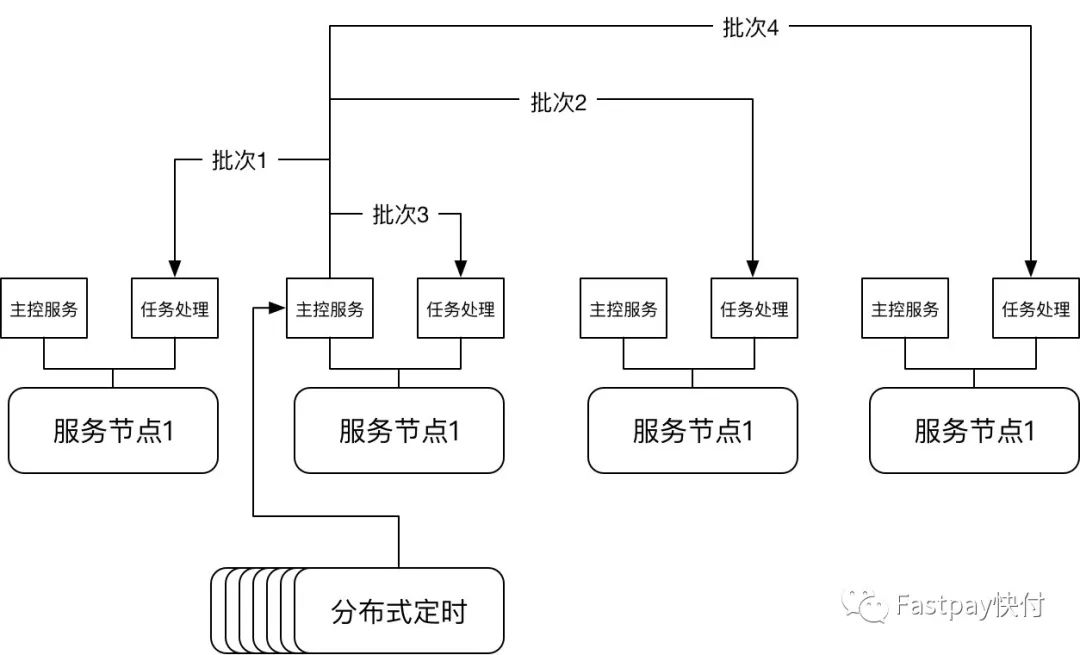 批次4
批次2
批次1
批次3
主控服务
任务处理
主控服务
任务处理
主控服务
任务处理
主控服务
任务处理
服务节点1
服务节点1
服务节点1
服务节点1
分布式定时
Fastpay快付